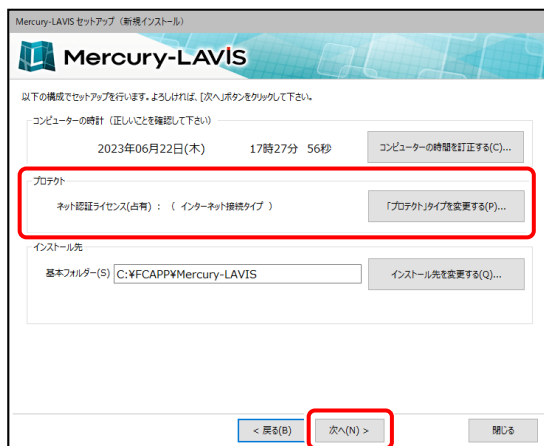 Mercury-LAVIS セットアップ（新規インストール）
Mercury-LAVIS
以下の構成でセットアップを行います。よろしければ、[次へ]ボタンをクリックして下さい。
コンピューターの時計（正しいことを確認して下さい）
2023年06月22日(木) 17時27分 56秒 コンピューターの時間を訂正する(C)...
プロテクト
ネット認証ライセンス(占有) ： （ インターネット接続タイプ ） 「プロテクト」タイプを変更する(P)...
インストール先
基本フォルダー(S) C:¥FCAPP¥Mercury-LAVIS インストール先を変更する(Q)...
< 戻る(B) 次へ(N) > 閉じる